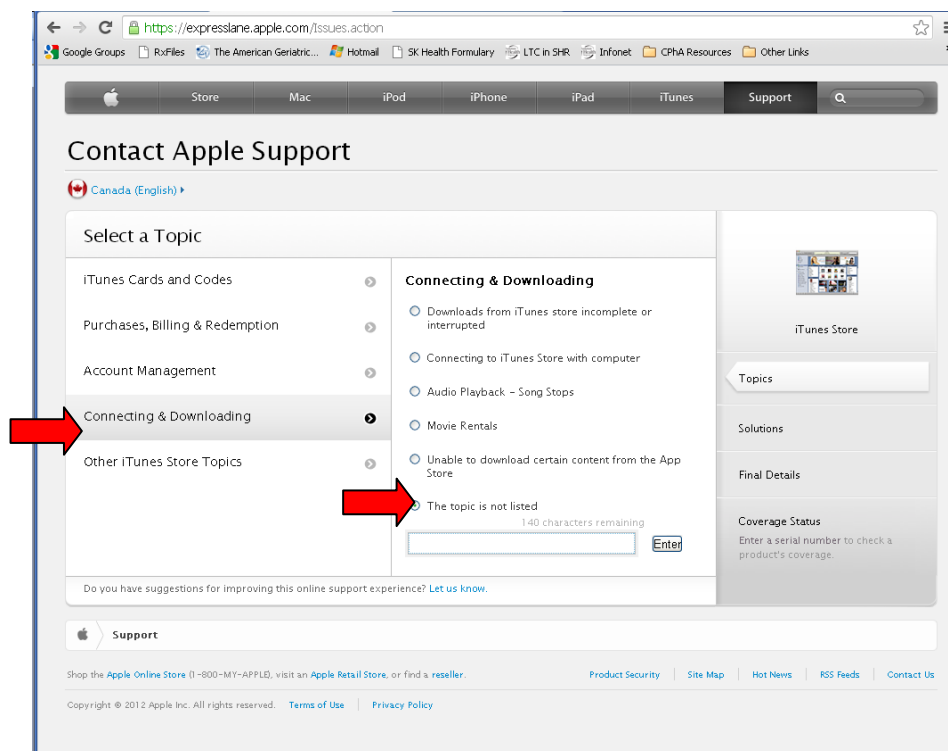 https://expresslane.apple.com/Issues.action
Google Groups RxFiles The American Geriatric... Hotmail SK Health Formulary LTC in SHR Infonet CPhA Resources Other Links
Store Mac iPod iPhone iPad iTunes Support
Contact Apple Support
Canada (English)
Select a Topic
iTunes Cards and Codes
Purchases, Billing & Redemption
Account Management
Connecting & Downloading
Other iTunes Store Topics
Connecting & Downloading
Downloads from iTunes store incomplete or
interrupted
Connecting to iTunes Store with computer
Audio Playback – Song Stops
Movie Rentals
Unable to download certain content from the App
Store
The topic is not listed
140 characters remaining
Enter
iTunes Store
Topics
Solutions
Final Details
Coverage Status
Enter a serial number to check a
product's coverage.
Do you have suggestions for improving this online support experience? Let us know.
Support
Shop the Apple Online Store (1-800-MY-APPLE), visit an Apple Retail Store, or find a reseller.
Product Security Site Map Hot News RSS Feeds Contact Us
Copyright © 2012 Apple Inc. All rights reserved. Terms of Use Privacy Policy